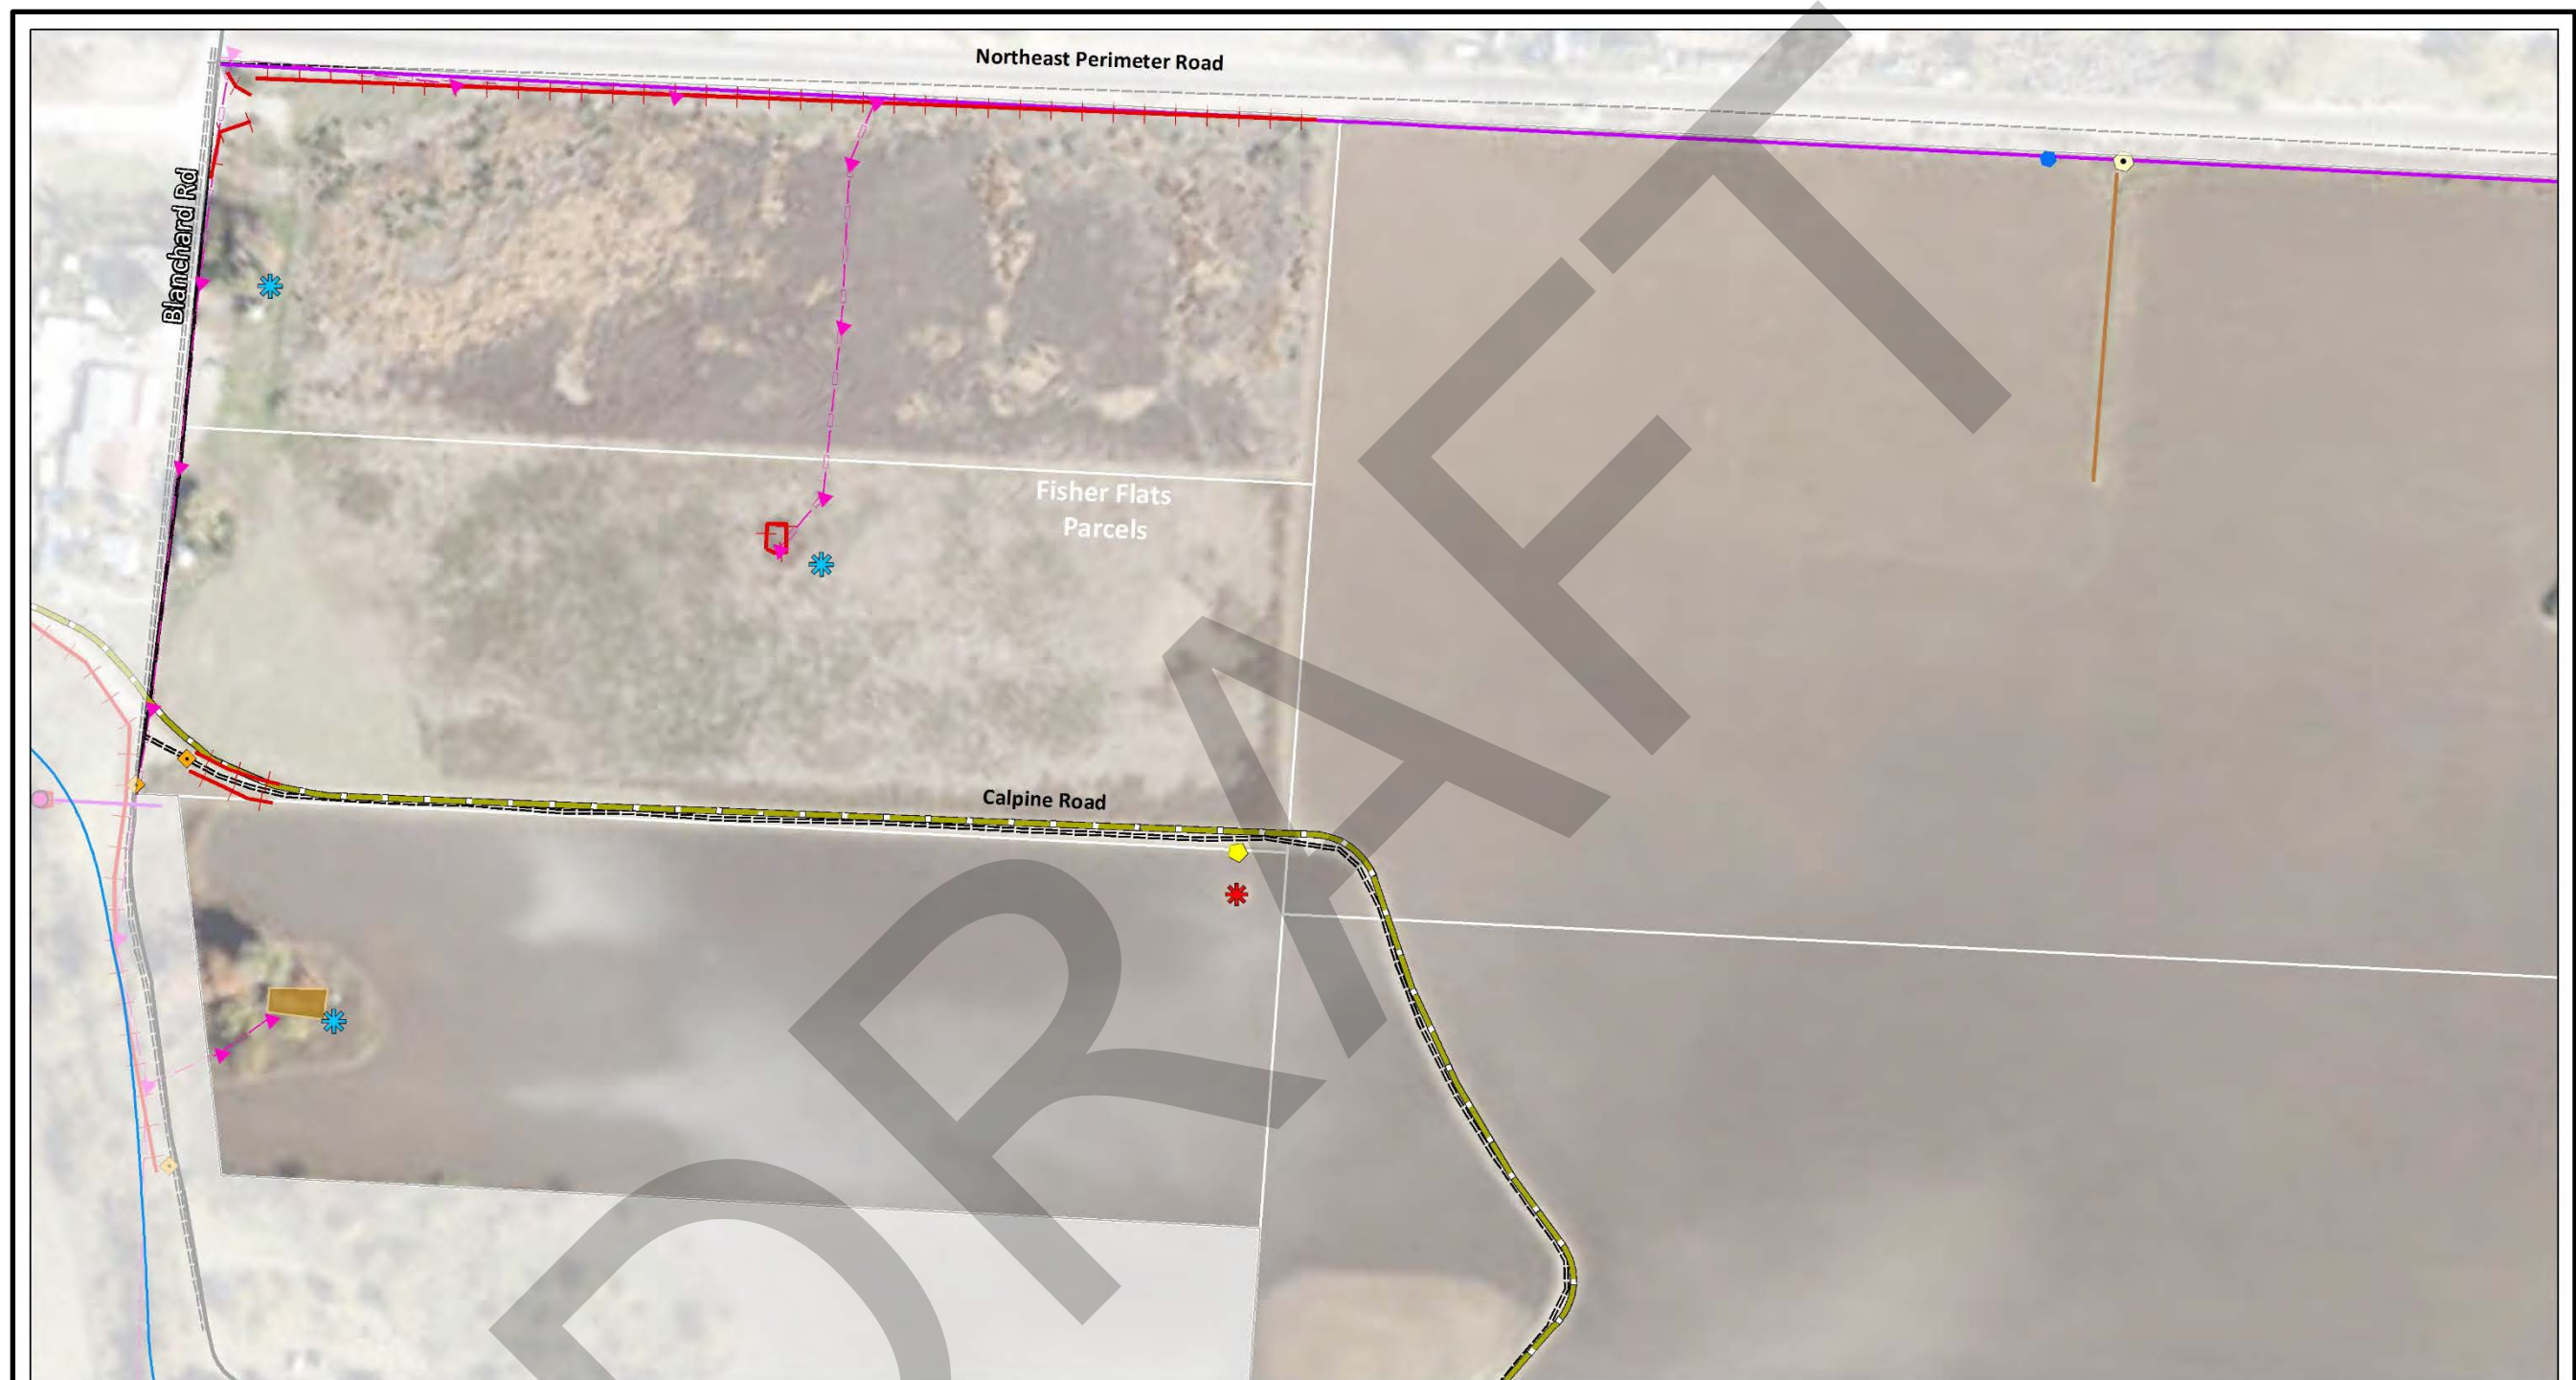 Northeast Perimeter Road
Blanchard Rd
Fisher Flats
Parcels
Calpine Road
DRAFT